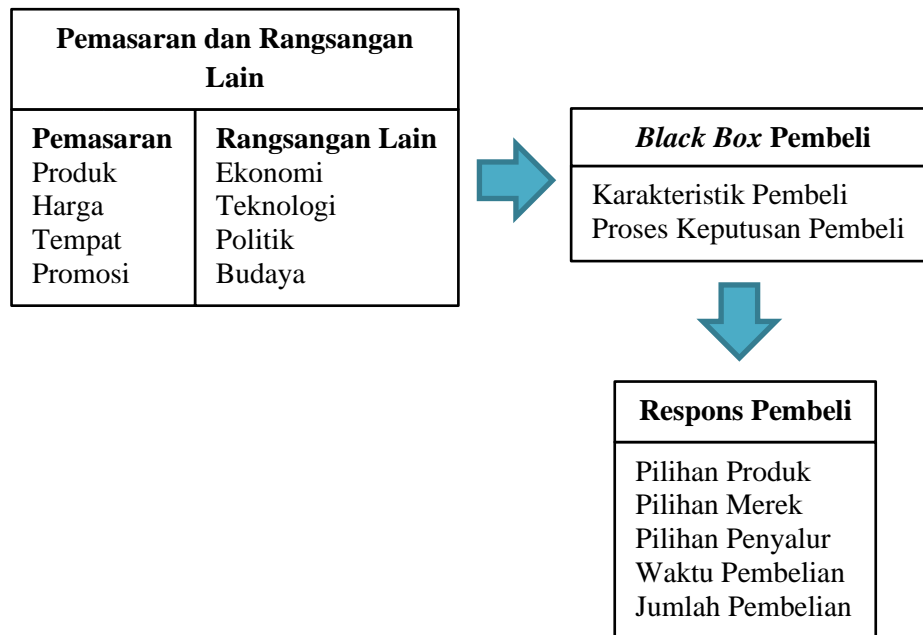 Pemasaran dan Rangsangan
Lain
Pemasaran
Produk
Harga
Tempat
Promosi
Rangsangan Lain
Ekonomi
Teknologi
Politik
Budaya
Black Box Pembeli
Karakteristik Pembeli
Proses Keputusan Pembeli
Respons Pembeli
Pilihan Produk
Pilihan Merek
Pilihan Penyalur
Waktu Pembelian
Jumlah Pembelian